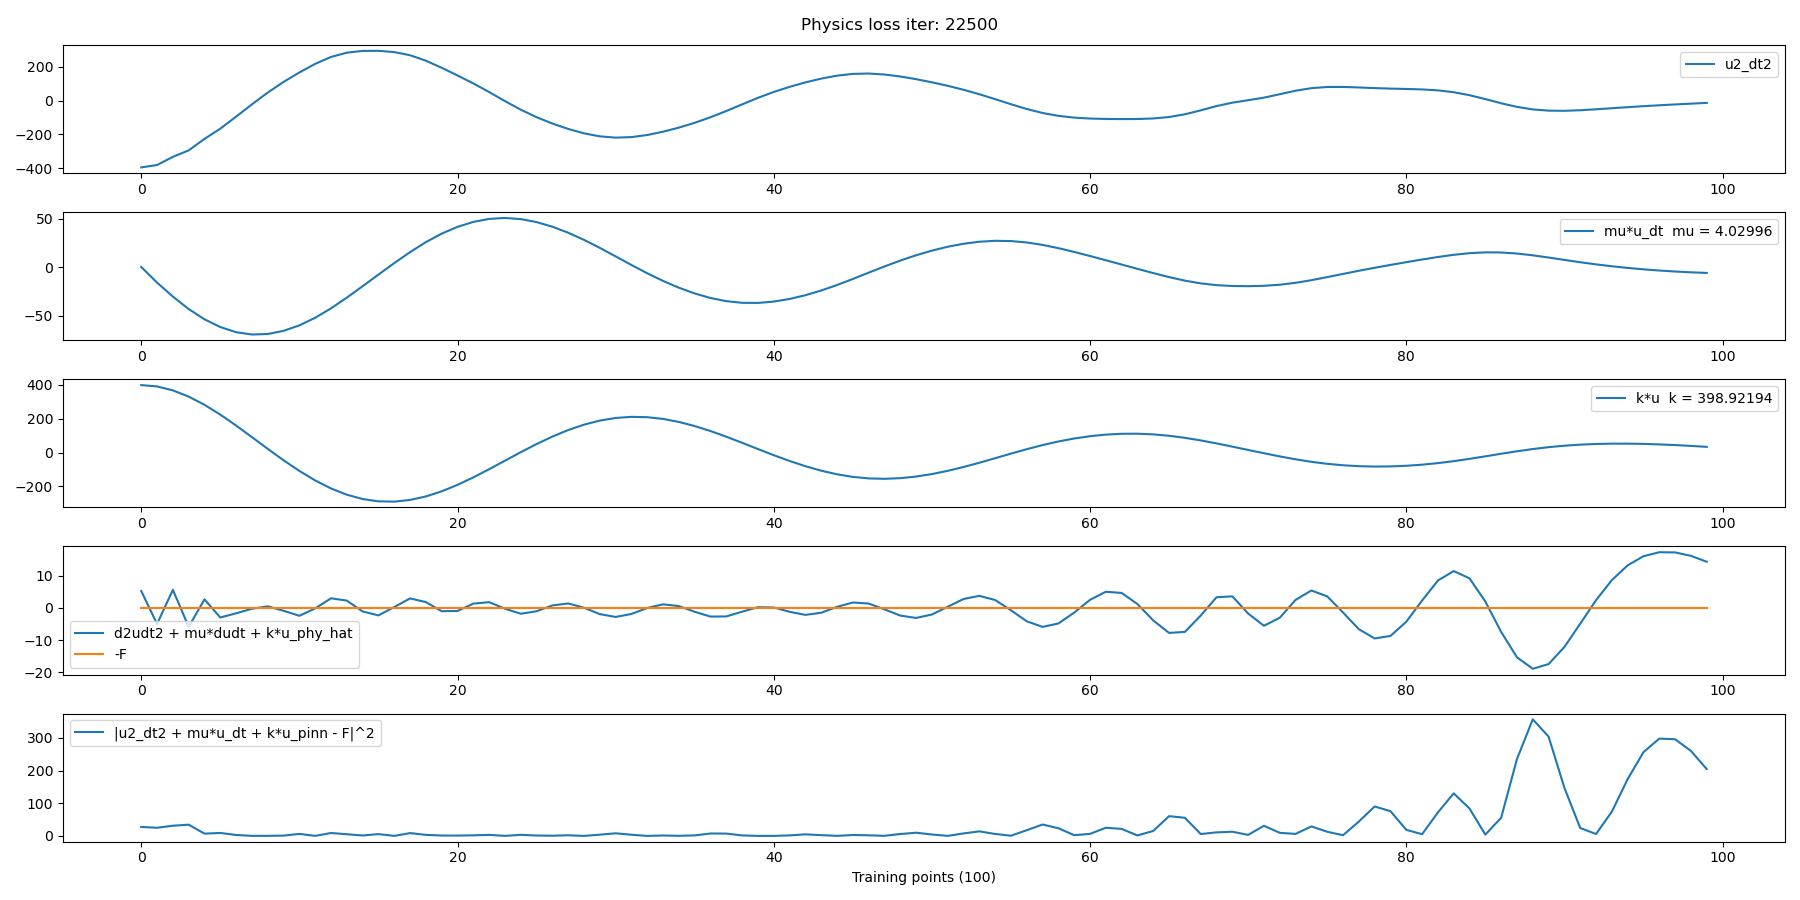 Physics loss iter: 22500
200
0
−200
−400
u2_dt2
0 20 40 60 80 100
50
0
−50
mu*u_dt  mu = 4.02996
0 20 40 60 80 100
400
200
0
−200
k*u  k = 398.92194
0 20 40 60 80 100
10
0
−10
−20
d2udt2 + mu*dudt + k*u_phy_hat
-F
0 20 40 60 80 100
300
200
100
0
|u2_dt2 + mu*u_dt + k*u_pinn - F|^2
0 20 40 60 80 100
Training points (100)